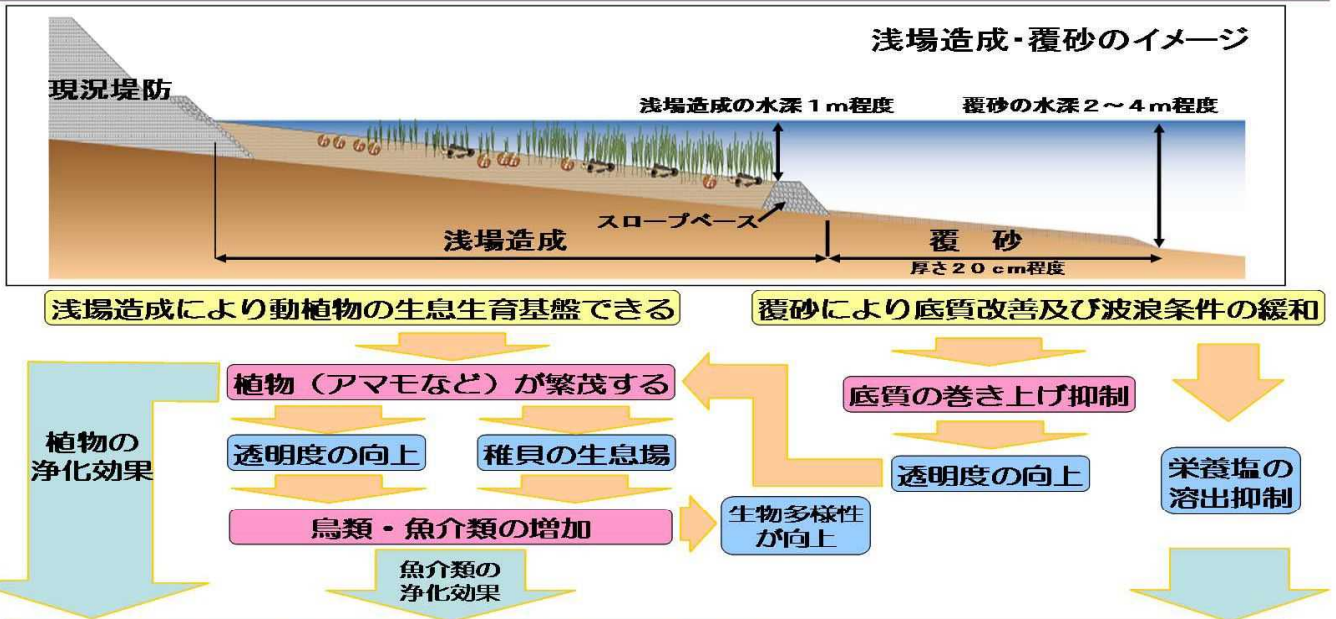 浅場造成・覆砂のイメージ
現況堤防
浅場造成の水深1m程度
覆砂の水深2～4m程度
スロープベース
浅場造成
覆 砂
厚さ20cm程度
浅場造成により動植物の生息生育基盤できる
覆砂により底質改善及び波浪条件の緩和
植物（アマモなど）が繁茂する
底質の巻き上げ抑制
植物の
浄化効果
透明度の向上
稚貝の生息場
透明度の向上
栄養塩の
溶出抑制
鳥類・魚介類の増加
生物多様性
が向上
魚介類の
浄化効果